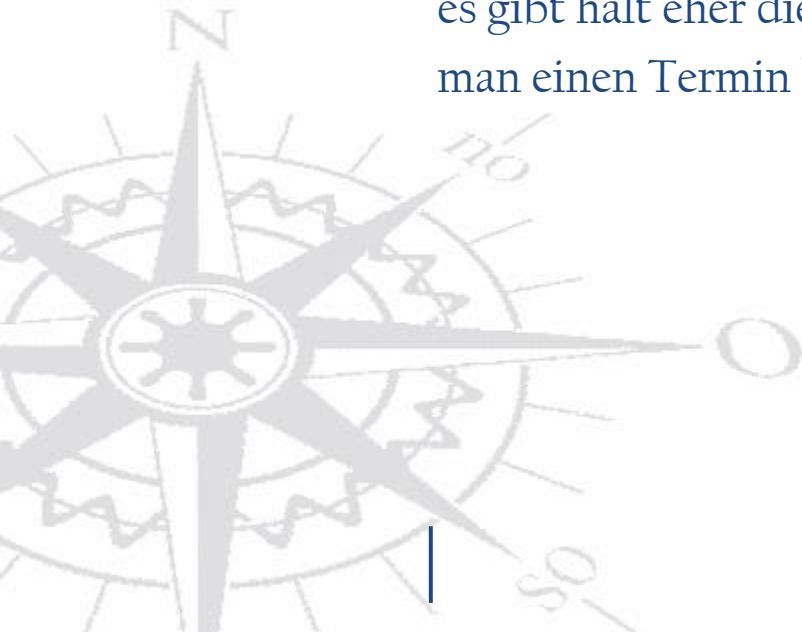 N
es gibt halt eher die
man einen Termin
no
O
so